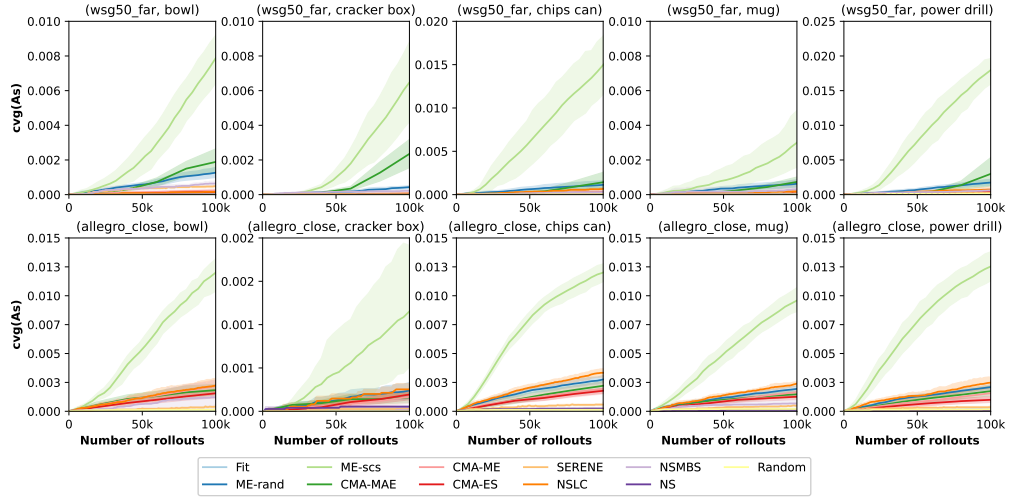 (wsg50_far, bowl) (wsg50_far, cracker box) (wsg50_far, chips can) (wsg50_far, mug) (wsg50_far, power drill)
0.010 0.010 0.020 0.010 0.025
0.008 0.008 0.015 0.008 0.020
0.006 0.006 0.010 0.006 0.015
0.004 0.004 0.005 0.004 0.010
0.002 0.002 0.000 0.002 0.005
0.000 0.000 0.000 0.000
cvg(As)
0 50k 100k 0 50k 100k 0 50k 100k 0 50k 100k 0 50k 100k
(allegro_close, bowl) (allegro_close, cracker box) (allegro_close, chips can) (allegro_close, mug) (allegro_close, power drill)
0.015 0.002 0.015 0.015 0.015
0.013 0.002 0.013 0.013 0.013
0.010 0.001 0.010 0.010 0.010
0.007 0.001 0.007 0.007 0.007
0.005 0.000 0.005 0.005 0.005
0.003 0.003 0.003 0.003
0.000 0.000 0.000 0.000
cvg(As)
0 50k 100k 0 50k 100k 0 50k 100k 0 50k 100k 0 50k 100k
Number of rollouts Number of rollouts Number of rollouts Number of rollouts Number of rollouts
Fit ME-scs CMA-ME SERENE NSMBS Random
ME-rand CMA-MAE CMA-ES NSLC NS